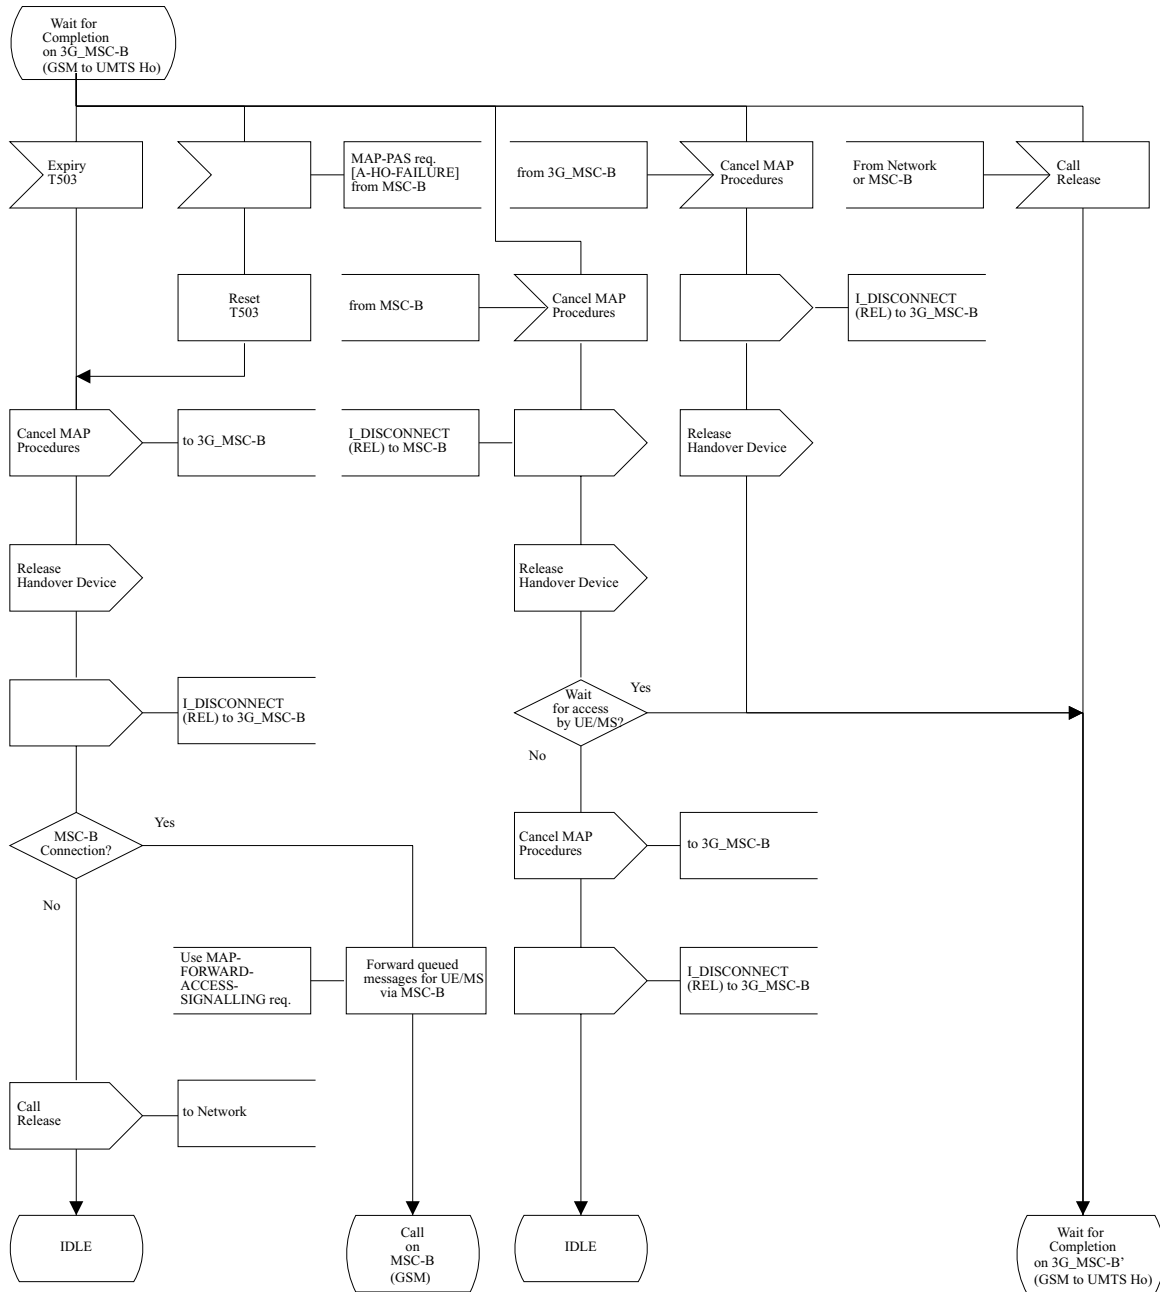 Wait for
Completion
on 3G_MSC-B
(GSM to UMTS Ho)
Expiry
T503
MAP-PAS req.
[A-HO-FAILURE]
from MSC-B
from 3G_MSC-B
Cancel MAP
Procedures
From Network
or MSC-B
Call
Release
Reset
T503
from MSC-B
Cancel MAP
Procedures
I_DISCONNECT
(REL) to 3G_MSC-B
Cancel MAP
Procedures
to 3G_MSC-B
I_DISCONNECT
(REL) to MSC-B
Release
Handover Device
Release
Handover Device
Release
Handover Device
I_DISCONNECT
(REL) to 3G_MSC-B
Wait
for access
by UE/MS?
Yes
No
MSC-B
Connection?
Yes
No
Cancel MAP
Procedures
to 3G_MSC-B
Use MAP-
FORWARD-
ACCESS-
SIGNALLING req.
Forward queued
messages for UE/MS
via MSC-B
I_DISCONNECT
(REL) to 3G_MSC-B
Call
Release
to Network
IDLE
Call
on
MSC-B
(GSM)
IDLE
Wait for
Completion
on 3G_MSC-B’
(GSM to UMTS Ho)